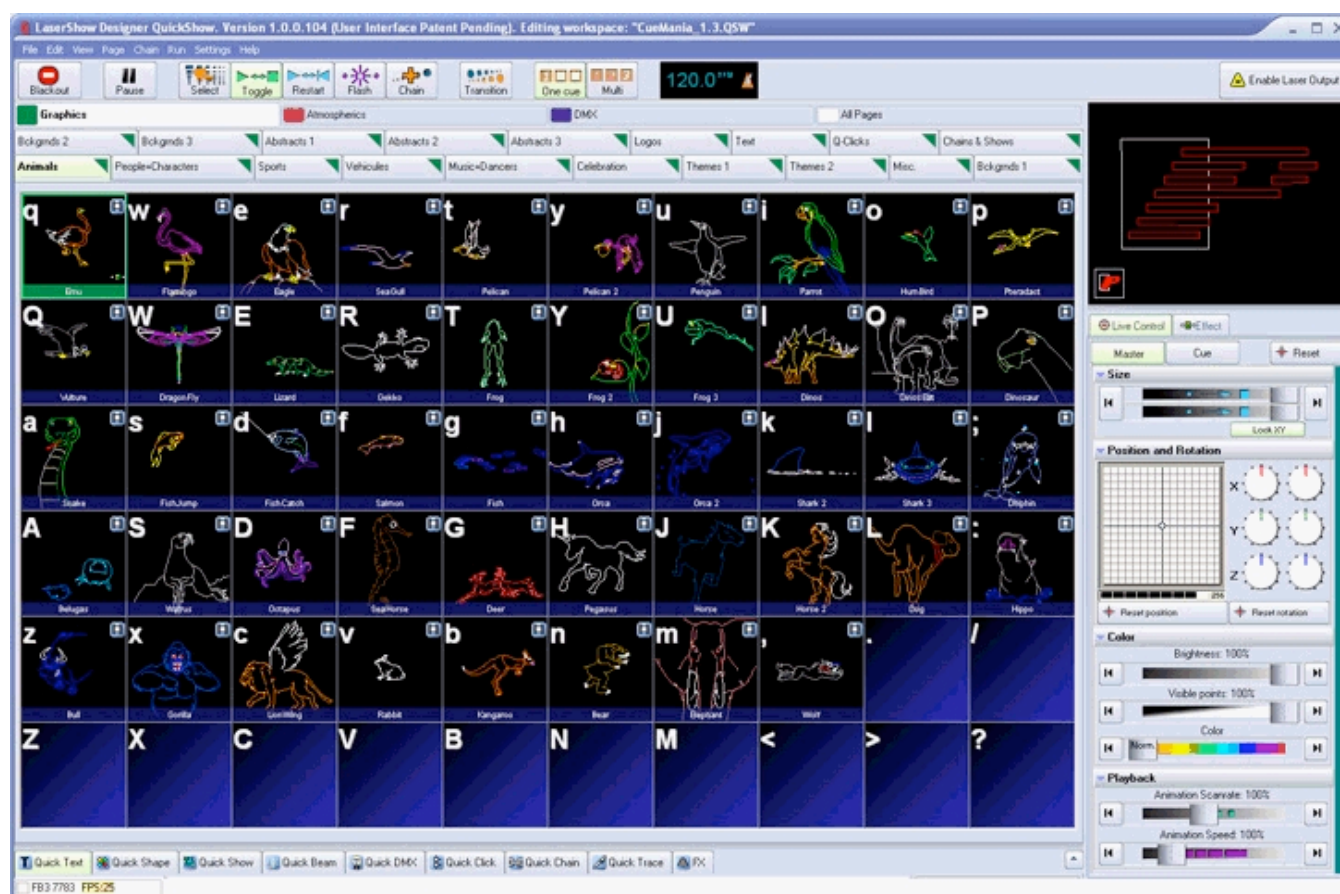 LaserShow Designer QuickShow. Version 1.0.0.104 (User Interface Patent Pending). Editing workspace: "CueMania_1.3.QSW"
File Edit View Page Chain Run Settings Help
Blackout Pause Select Toggle Restart Flash Chain Transition One cue Multi 120.0 Enable Laser Output
Graphics Atmospherics DMX All Pages
Bckgrnds 2 Bckgrnds 3 Abstracts 1 Abstracts 2 Abstracts 3 Logos Text Q-Clicks Chains & Shows
Animals People+Characters Sports Vehicules Music+Dancers Celebration Themes 1 Themes 2 Misc. Bckgrnds 1
q w e r t y u i o p
Emu Flamingo Eagle SeaGull Pelican Pelican 2 Penguin Parrot HumBird Pteradact
Q W E R T Y U I O P
Vulture DragonFly Lizard Gekko Frog Frog 2 Frog 3 Dinos Dinosaur
a s d f g h j k l ;
Snake FishJump FishCatch Salmon Fish Orca Orca 2 Shark 2 Shark 3 Dolphin
A S D F G H J K L :
Belugas Walrus Octapus SeaHorse Deer Pegasus Horse Horse 2 Dog Hippo
z x c v b n m , . /
Bull Gorilla LionWing Rabbit Kangaroo Bear Elephant Wolf
Z X C V B N M < > ?
Live Control Effect
Master Cue Reset
Size
Lock XY
Position and Rotation
X
Y
Z
256
Reset position Reset rotation
Color
Brightness: 100%
Visible points: 100%
Color
Norm.
Playback
Animation Scanrate: 100%
Animation Speed: 100%
Quick Text Quick Shape Quick Show Quick Beam Quick DMX Quick Click Quick Chain Quick Trace FX
FB3:7783 FPS:25